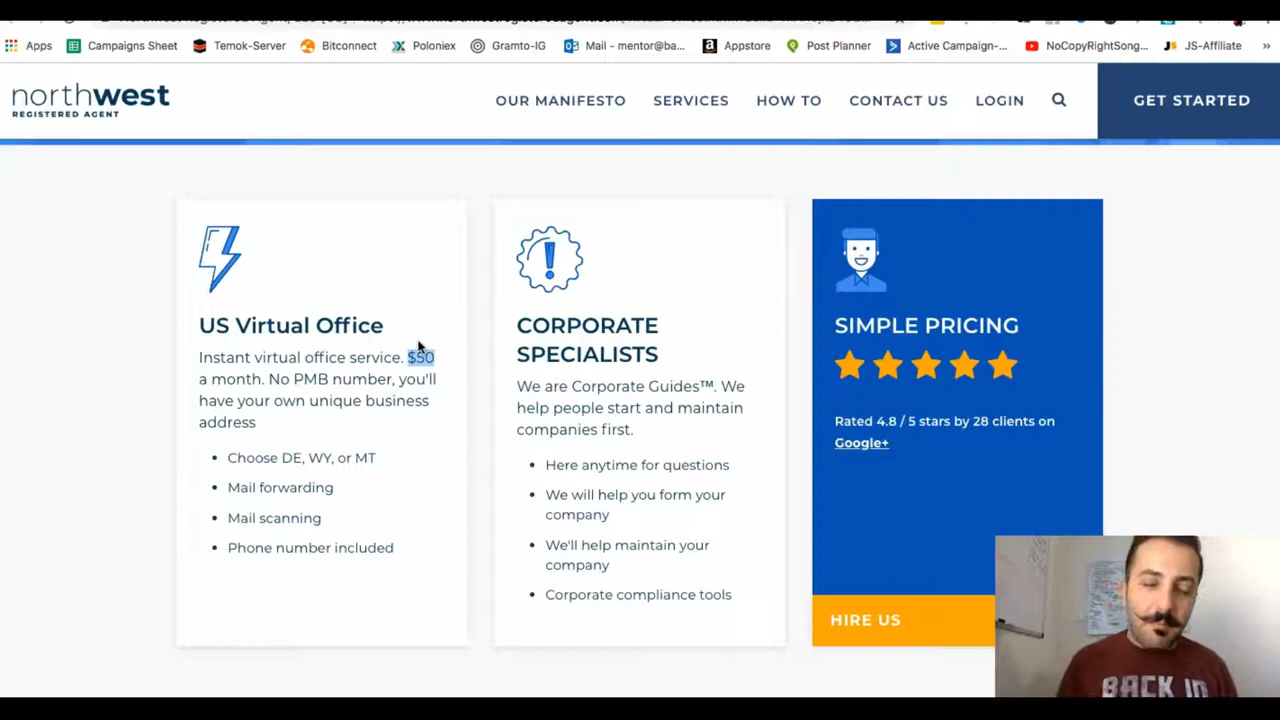 Apps
Campaigns Sheet
Temok-Server
Bitconnect
Poloniex
Gramto-IG
Mail - mentor@ba...
Appstore
Post Planner
Active Campaign-...
NoCopyRightSong...
JS-Affiliate
»
northwest
REGISTERED AGENT
OUR MANIFESTO
SERVICES
HOW TO
CONTACT US
LOGIN
GET STARTED
US Virtual Office
Instant virtual office service. $50
a month. No PMB number, you'll
have your own unique business
address
• Choose DE, WY, or MT
• Mail forwarding
• Mail scanning
• Phone number included
CORPORATE
SPECIALISTS
We are Corporate Guides™. We
help people start and maintain
companies first.
• Here anytime for questions
• We will help you form your
company
• We'll help maintain your
company
• Corporate compliance tools
SIMPLE PRICING
Rated 4.8 / 5 stars by 28 clients on
Google+
HIRE US
BACK IN